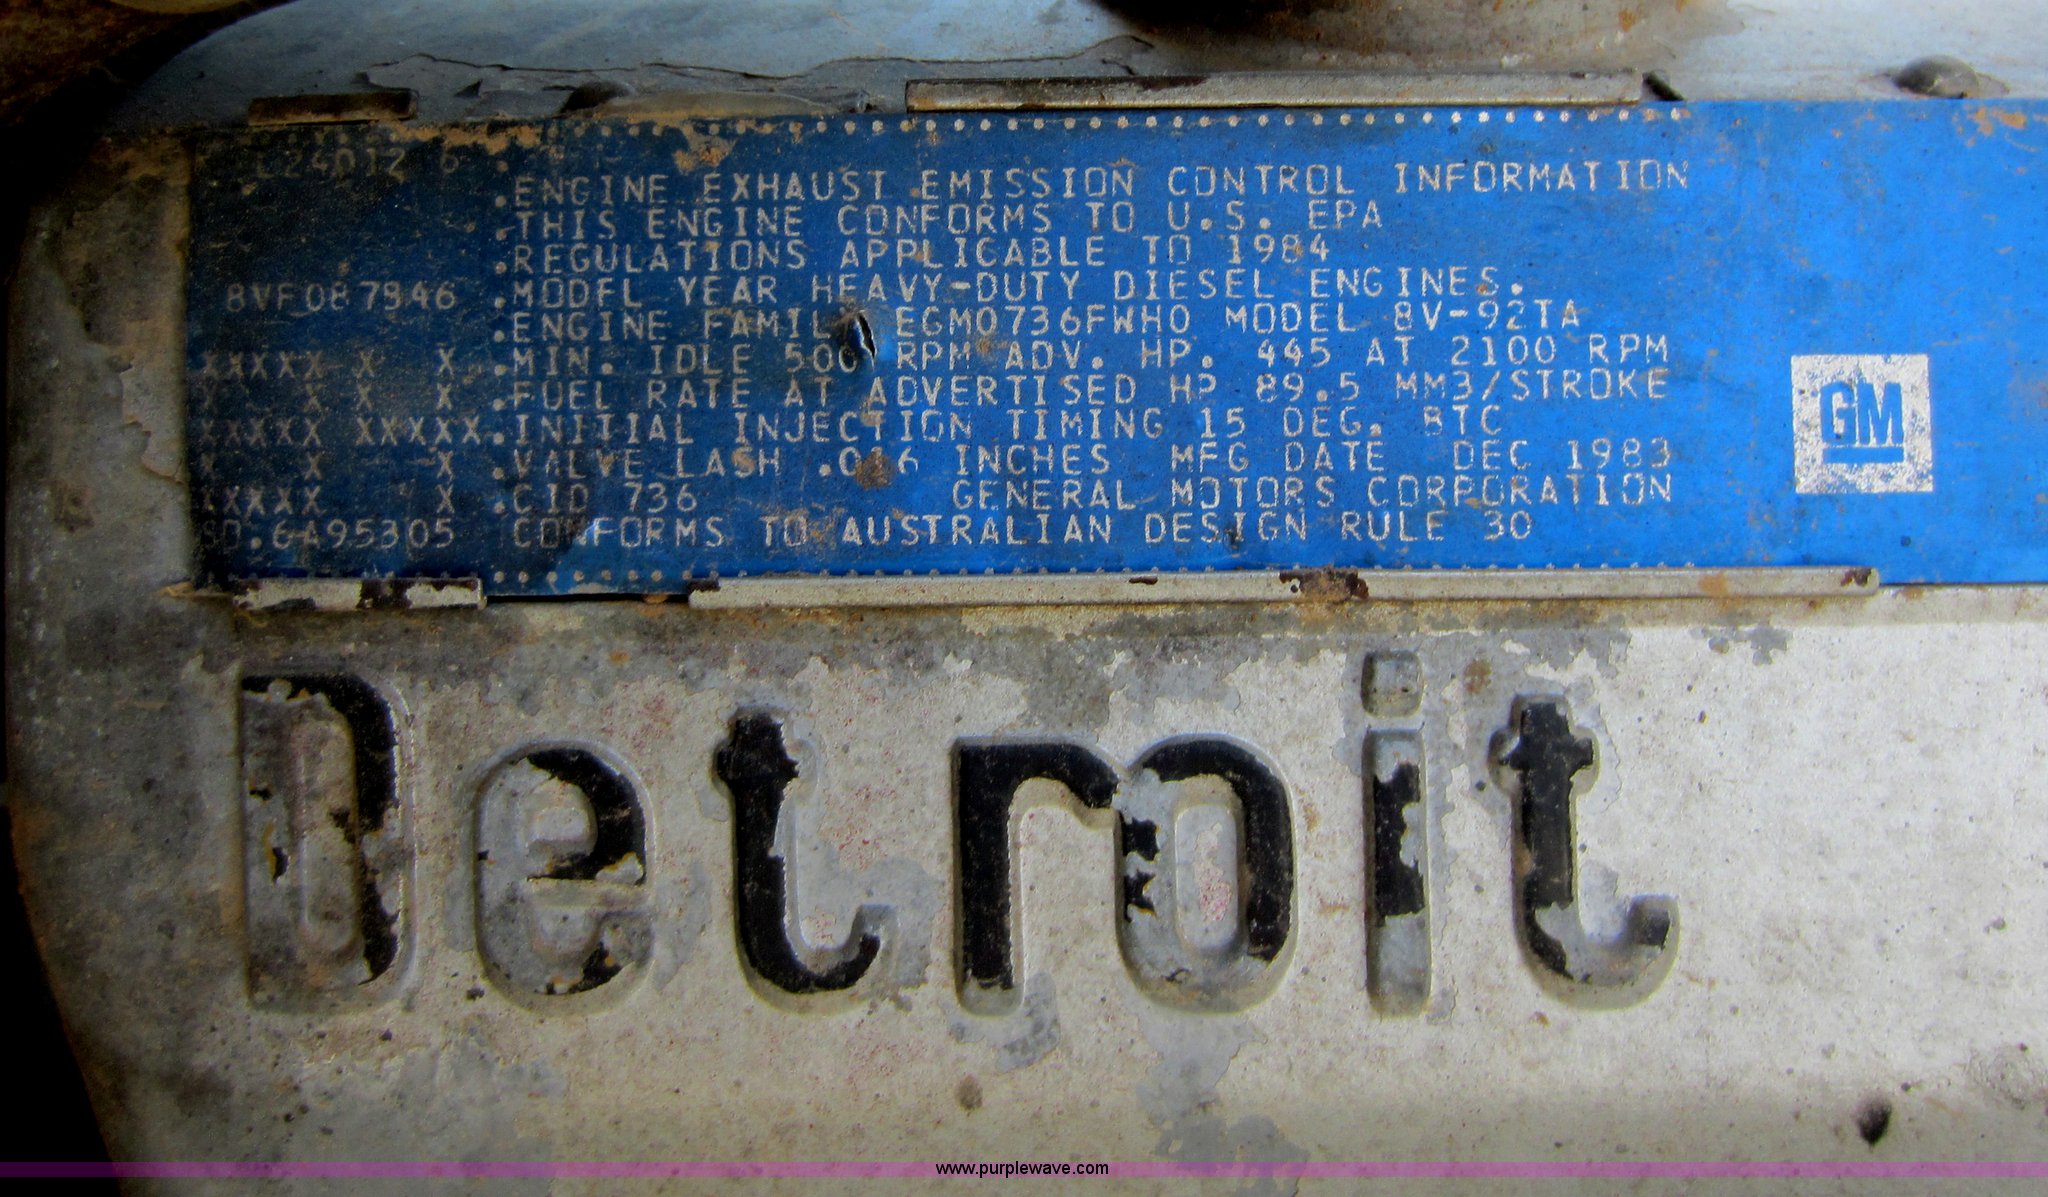 .ENGINE EXHAUST EMISSION CONTROL INFORMATION
.THIS ENGINE CONFORMS TO U.S. EPA
.REGULATIONS APPLICABLE TO 1984
8VF087946 .MODEL YEAR HEAVY-DUTY DIESEL ENGINES.
.ENGINE EGM0736FWH0 MODEL 8V-92TA
XXXXX X X .MIN. IDLE 500 RPM ADV. HP. 445 AT 2100 RPM
X X X X .FUEL RATE AT ADVERTISED HP 89.5 MM3/STROKE
XXXXX XXXXX.INITIAL INJECTION TIMING 15 DEG. BTC
X X X .VALVE LASH INCHES MFG DATE DEC 1983
XXXXX X .CID 736 GENERAL MOTORS CORPORATION
SO.6A95305 CONFORMS TO AUSTRALIAN DESIGN RULE 30
GM
Detroit
www.purplewave.com